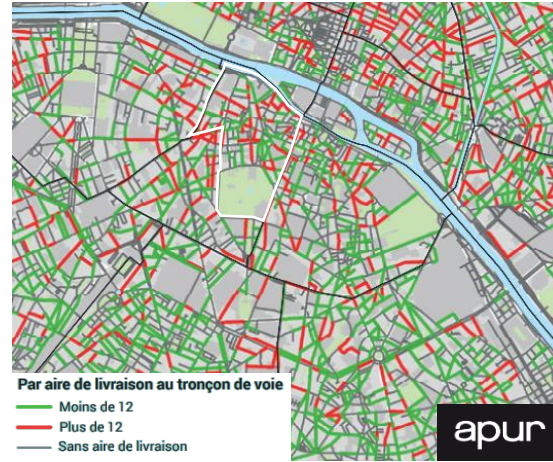 Par aire de livraison au tronçon de voie
Moins de 12
Plus de 12
Sans aire de livraison
apur